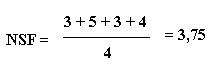 NSF = 3 + 5 + 3 + 4 / 4 = 3,75